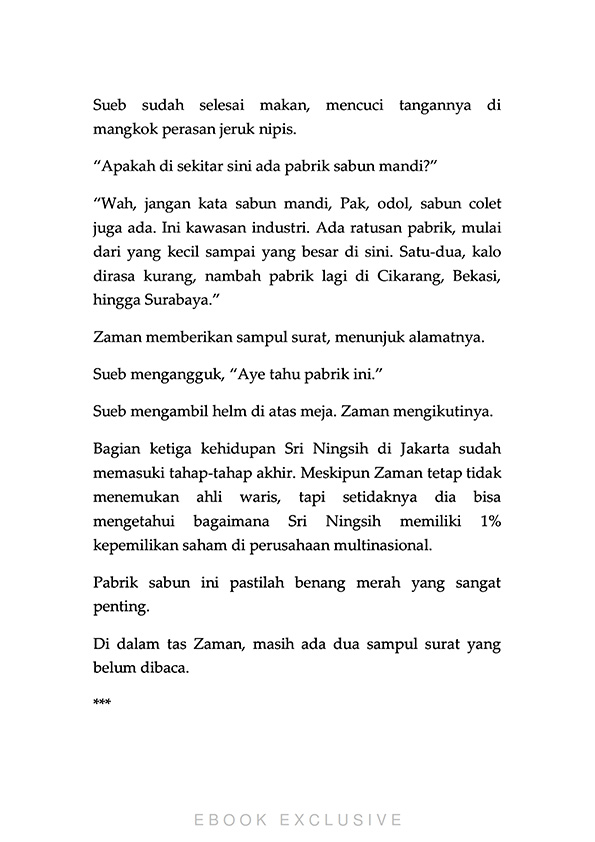 Sueb sudah selesai makan, mencuci tangannya di
mangkok perasan jeruk nipis.
“Apakah di sekitar sini ada pabrik sabun mandi?”
“Wah, jangan kata sabun mandi, Pak, odol, sabun colet
juga ada. Ini kawasan industri. Ada ratusan pabrik, mulai
dari yang kecil sampai yang besar di sini. Satu-dua, kalo
dirasa kurang, nambah pabrik lagi di Cikarang, Bekasi,
hingga Surabaya.”
Zaman memberikan sampul surat, menunjuk alamatnya.
Sueb mengangguk, “Aye tahu pabrik ini.”
Sueb mengambil helm di atas meja. Zaman mengikutinya.
Bagian ketiga kehidupan Sri Ningsih di Jakarta sudah
memasuki tahap-tahap akhir. Meskipun Zaman tetap tidak
menemukan ahli waris, tapi setidaknya dia bisa
mengetahui bagaimana Sri Ningsih memiliki 1%
kepemilikan saham di perusahaan multinasional.
Pabrik sabun ini pastilah benang merah yang sangat
penting.
Di dalam tas Zaman, masih ada dua sampul surat yang
belum dibaca.
***
EBOOK EXCLUSIVE